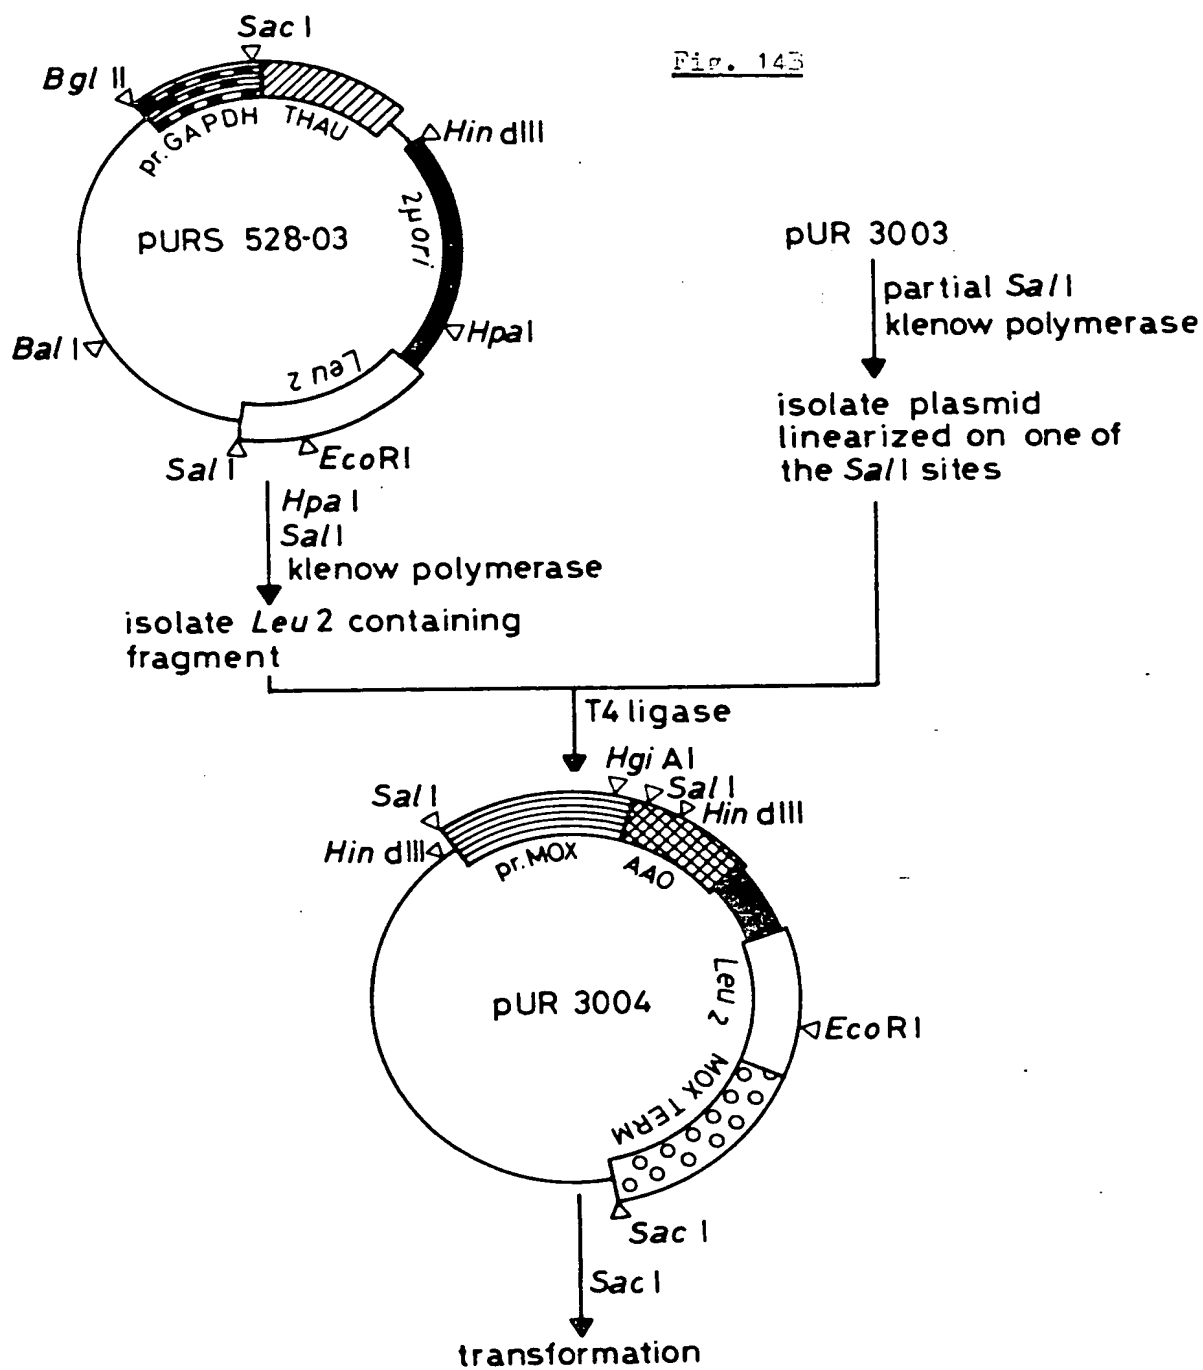 Fig. 14B
Sac I
Bgl II
pr. GAPDH
THAU
Hin dIII
2µ ori
pURS 528-03
Hpa I
Bal I
Leu 2
Sal I
EcoRI
Hpa I
Sal I
klenow polymerase
isolate Leu 2 containing
fragment
pUR 3003
partial Sal I
klenow polymerase
isolate plasmid
linearized on one of
the Sal I sites
T4 ligase
Hgi AI
Sal I
Sal I
Hin dIII
Hin dIII
pr. MOX
AAO
Leu 2
pUR 3004
EcoRI
MOX TERM
Sac I
Sac I
transformation